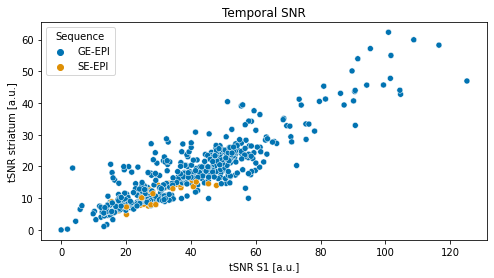 Temporal SNR
Sequence
GE-EPI
SE-EPI
tSNR striatum [a.u.]
60
50
40
30
20
10
0
0 20 40 60 80 100 120
tSNR S1 [a.u.]